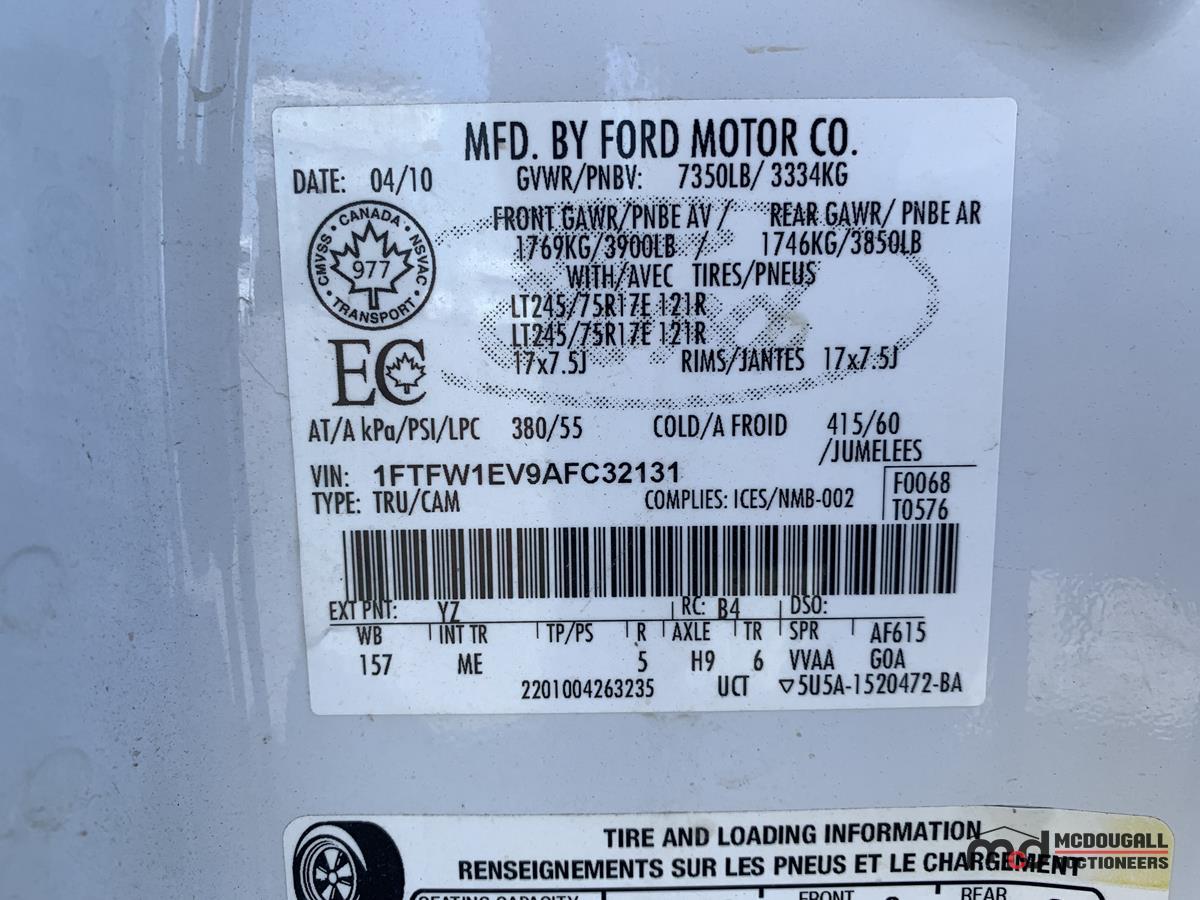 MFD. BY FORD MOTOR CO.
DATE: 04/10 GVWR/PNBV: 7350LB/ 3334KG
FRONT GAWR/PNBE AV / REAR GAWR/ PNBE AR
1769KG/3900LB / 1746KG/3850LB
WITH/AVEC TIRES/PNEUS
LT245/75R17E 121R
LT245/75R17E 121R
17x7.5J RIMS/JANTES 17x7.5J
CANADA
CMVSS NSVAC
977
TRANSPORT
EC
AT/A kPa/PSI/LPC 380/55 COLD/A FROID 415/60
/JUMELEES
VIN: 1FTFW1EV9AFC32131
TYPE: TRU/CAM COMPLIES: ICES/NMB-002
F0068
T0576
EXT PNT: YZ RC: B4 DSO:
WB INT TR TP/PS R AXLE TR SPR AF615
157 ME 5 H9 6 VVAA G0A
2201004263235 UCT ▽5U5A-1520472-BA
TIRE AND LOADING INFORMATION
RENSEIGNEMENTS SUR LES PNEUS ET LE CHARGEMENT
SEATING CAPACITY FRONT REAR
mcd MCDOUGALL
AUCTIONEERS